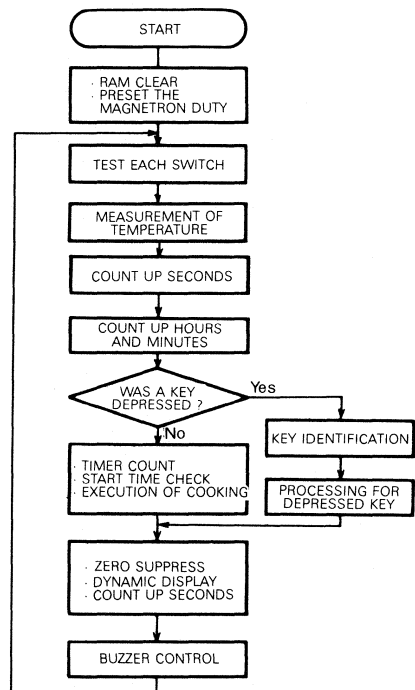 START
· RAM CLEAR
· PRESET THE
MAGNETRON DUTY
TEST EACH SWITCH
MEASUREMENT OF
TEMPERATURE
COUNT UP SECONDS
COUNT UP HOURS
AND MINUTES
WAS A KEY
DEPRESSED ?
Yes
No
KEY IDENTIFICATION
PROCESSING FOR
DEPRESSED KEY
· TIMER COUNT
· START TIME CHECK
· EXECUTION OF COOKING
· ZERO SUPPRESS
· DYNAMIC DISPLAY
· COUNT UP SECONDS
BUZZER CONTROL